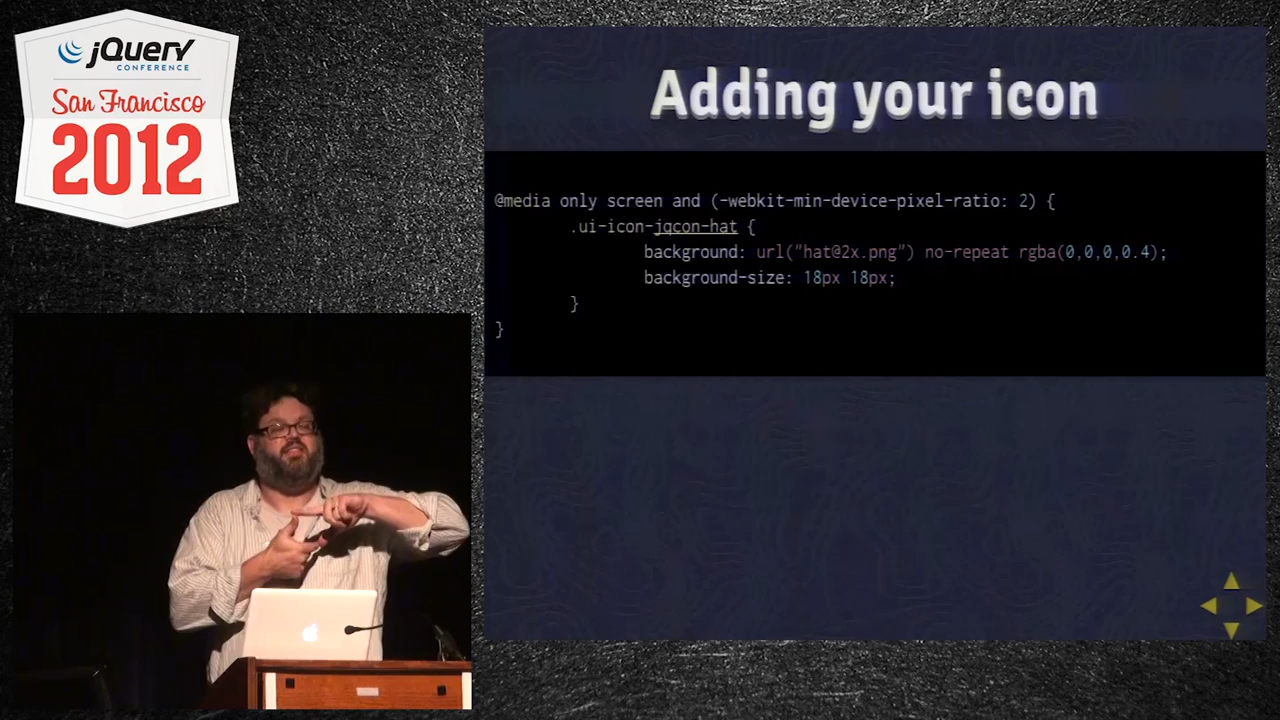 jQuery
CONFERENCE
San Francisco
2012
Adding your icon
@media only screen and (-webkit-min-device-pixel-ratio: 2) {
.ui-icon-jqcon-hat {
background: url("hat@2x.png") no-repeat rgba(0,0,0,0.4);
background-size: 18px 18px;
}
}